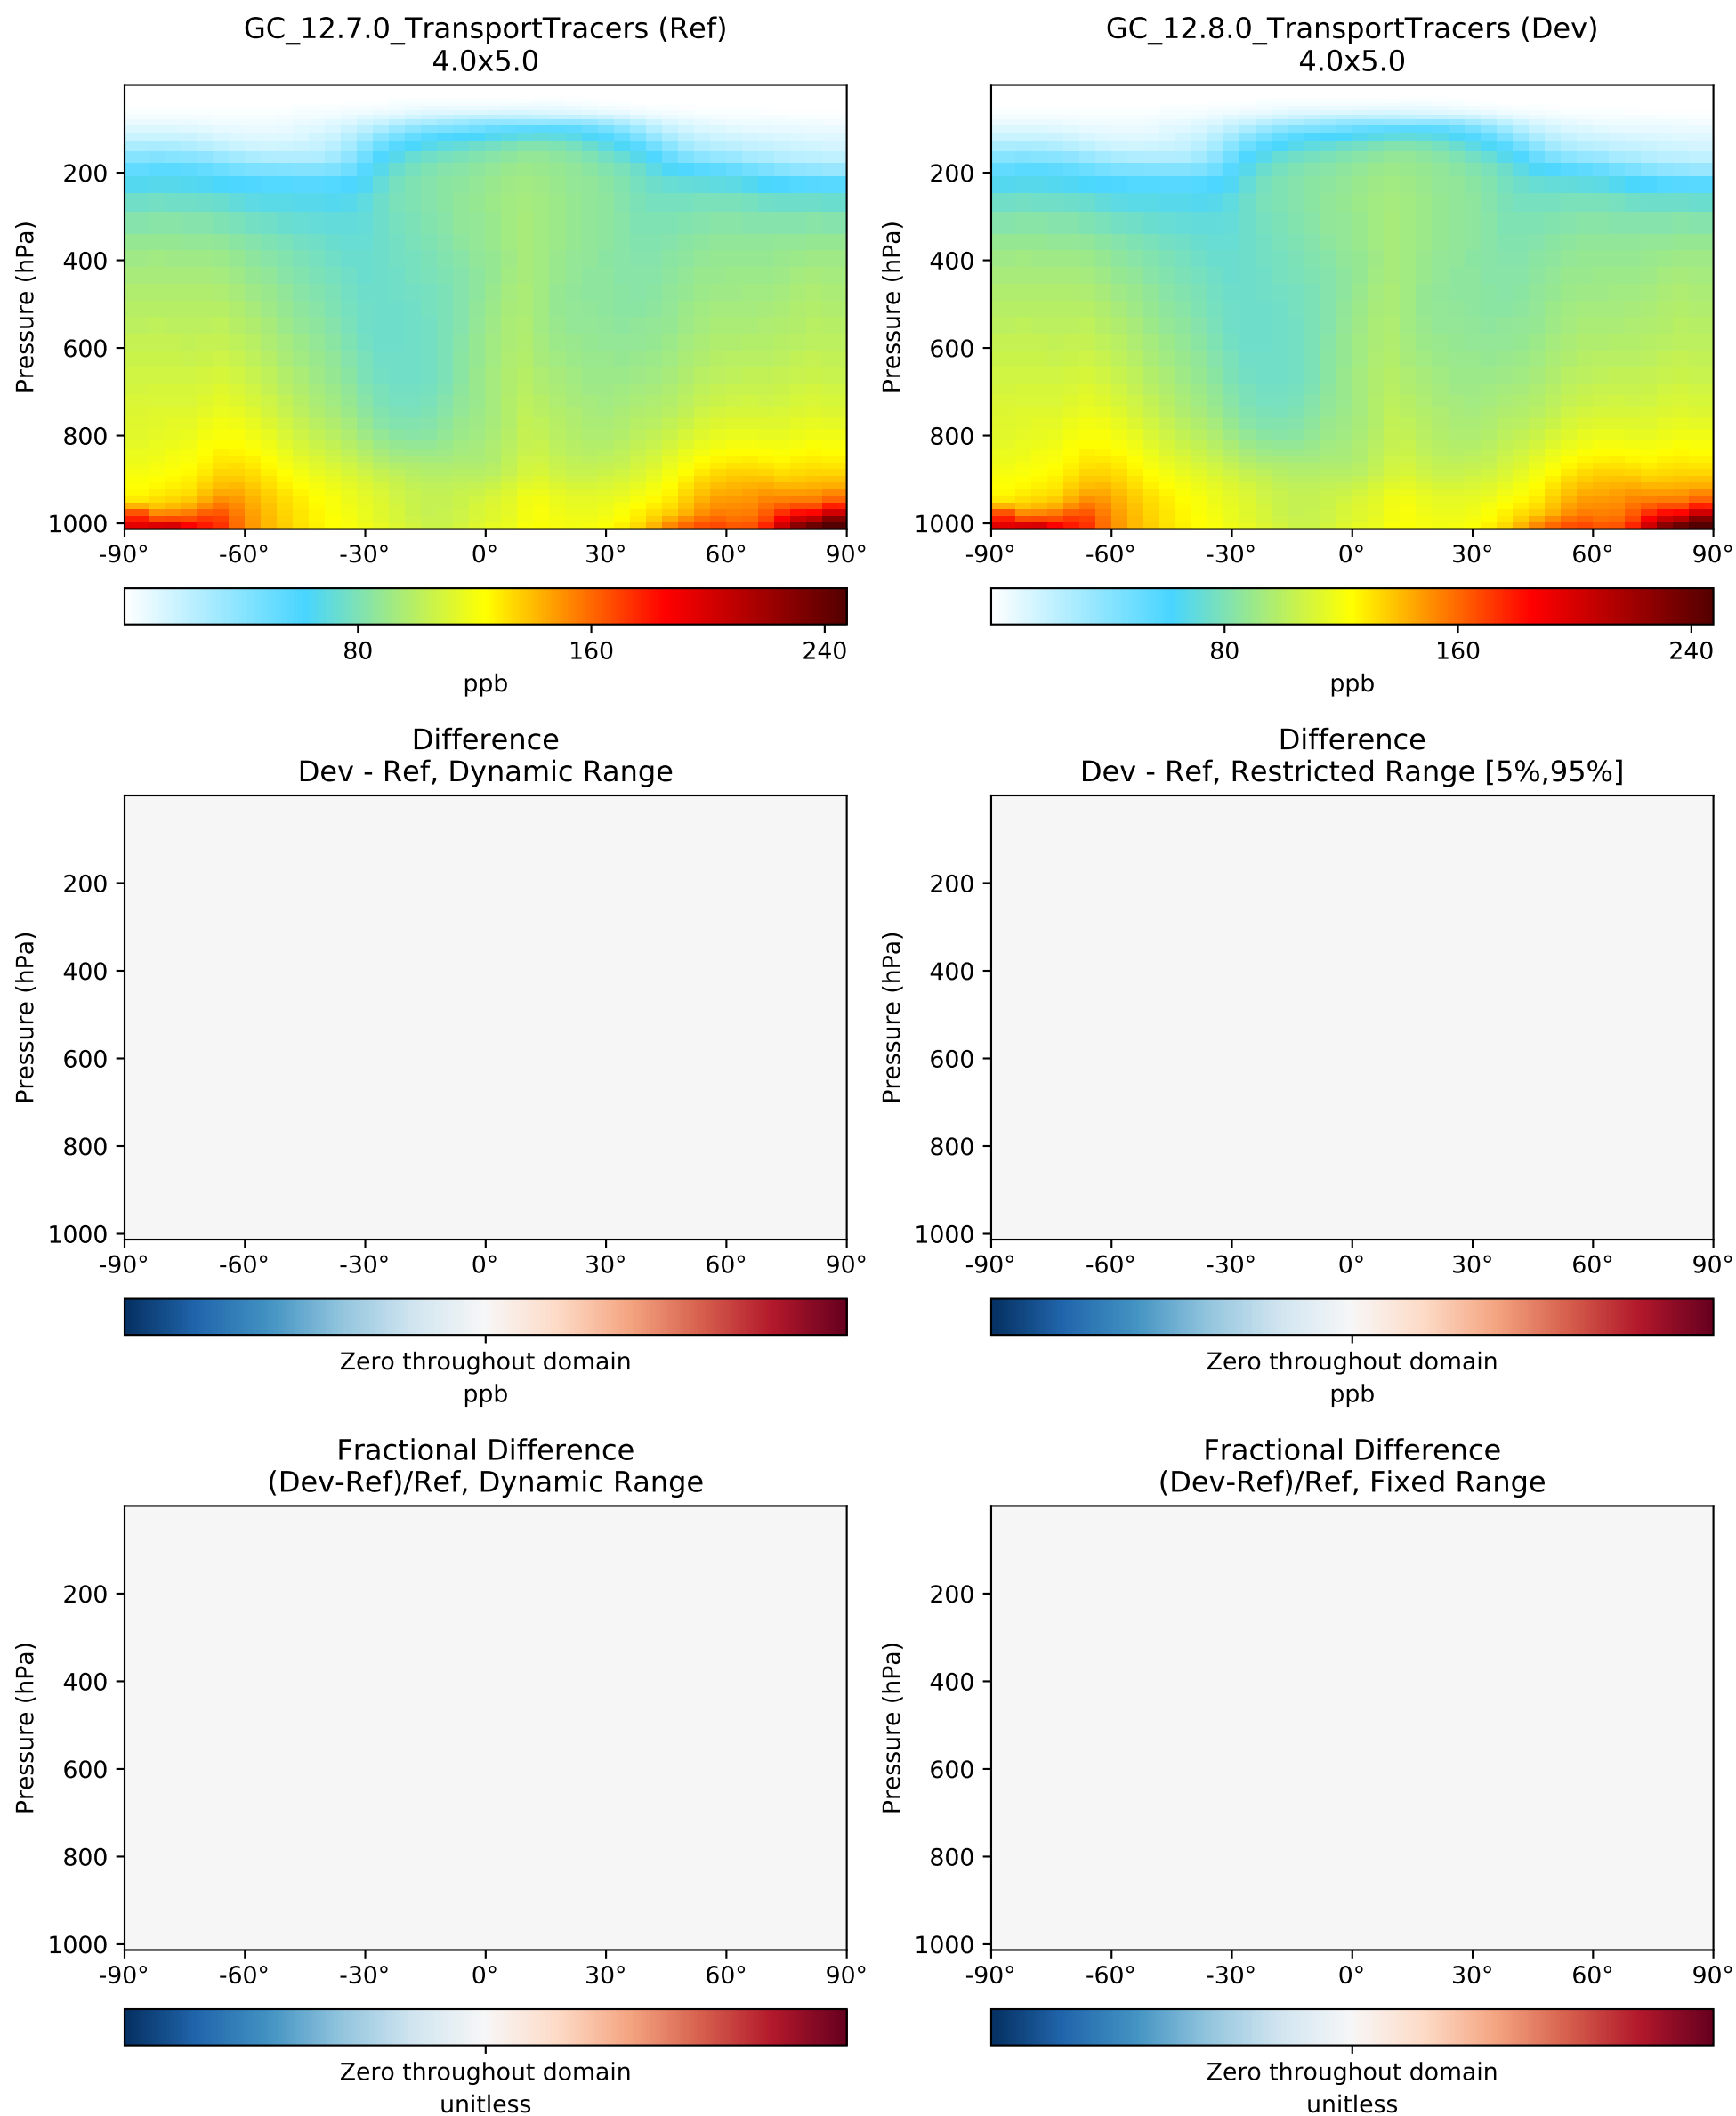 GC_12.7.0_TransportTracers (Ref)
4.0x5.0
Pressure (hPa)
200
400
600
800
1000
-90° -60° -30° 0° 30° 60° 90°
80 160 240
ppb
GC_12.8.0_TransportTracers (Dev)
4.0x5.0
Pressure (hPa)
200
400
600
800
1000
-90° -60° -30° 0° 30° 60° 90°
80 160 240
ppb
Difference
Dev - Ref, Dynamic Range
Pressure (hPa)
200
400
600
800
1000
-90° -60° -30° 0° 30° 60° 90°
Zero throughout domain
ppb
Difference
Dev - Ref, Restricted Range [5%,95%]
Pressure (hPa)
200
400
600
800
1000
-90° -60° -30° 0° 30° 60° 90°
Zero throughout domain
ppb
Fractional Difference
(Dev-Ref)/Ref, Dynamic Range
Pressure (hPa)
200
400
600
800
1000
-90° -60° -30° 0° 30° 60° 90°
Zero throughout domain
unitless
Fractional Difference
(Dev-Ref)/Ref, Fixed Range
Pressure (hPa)
200
400
600
800
1000
-90° -60° -30° 0° 30° 60° 90°
Zero throughout domain
unitless